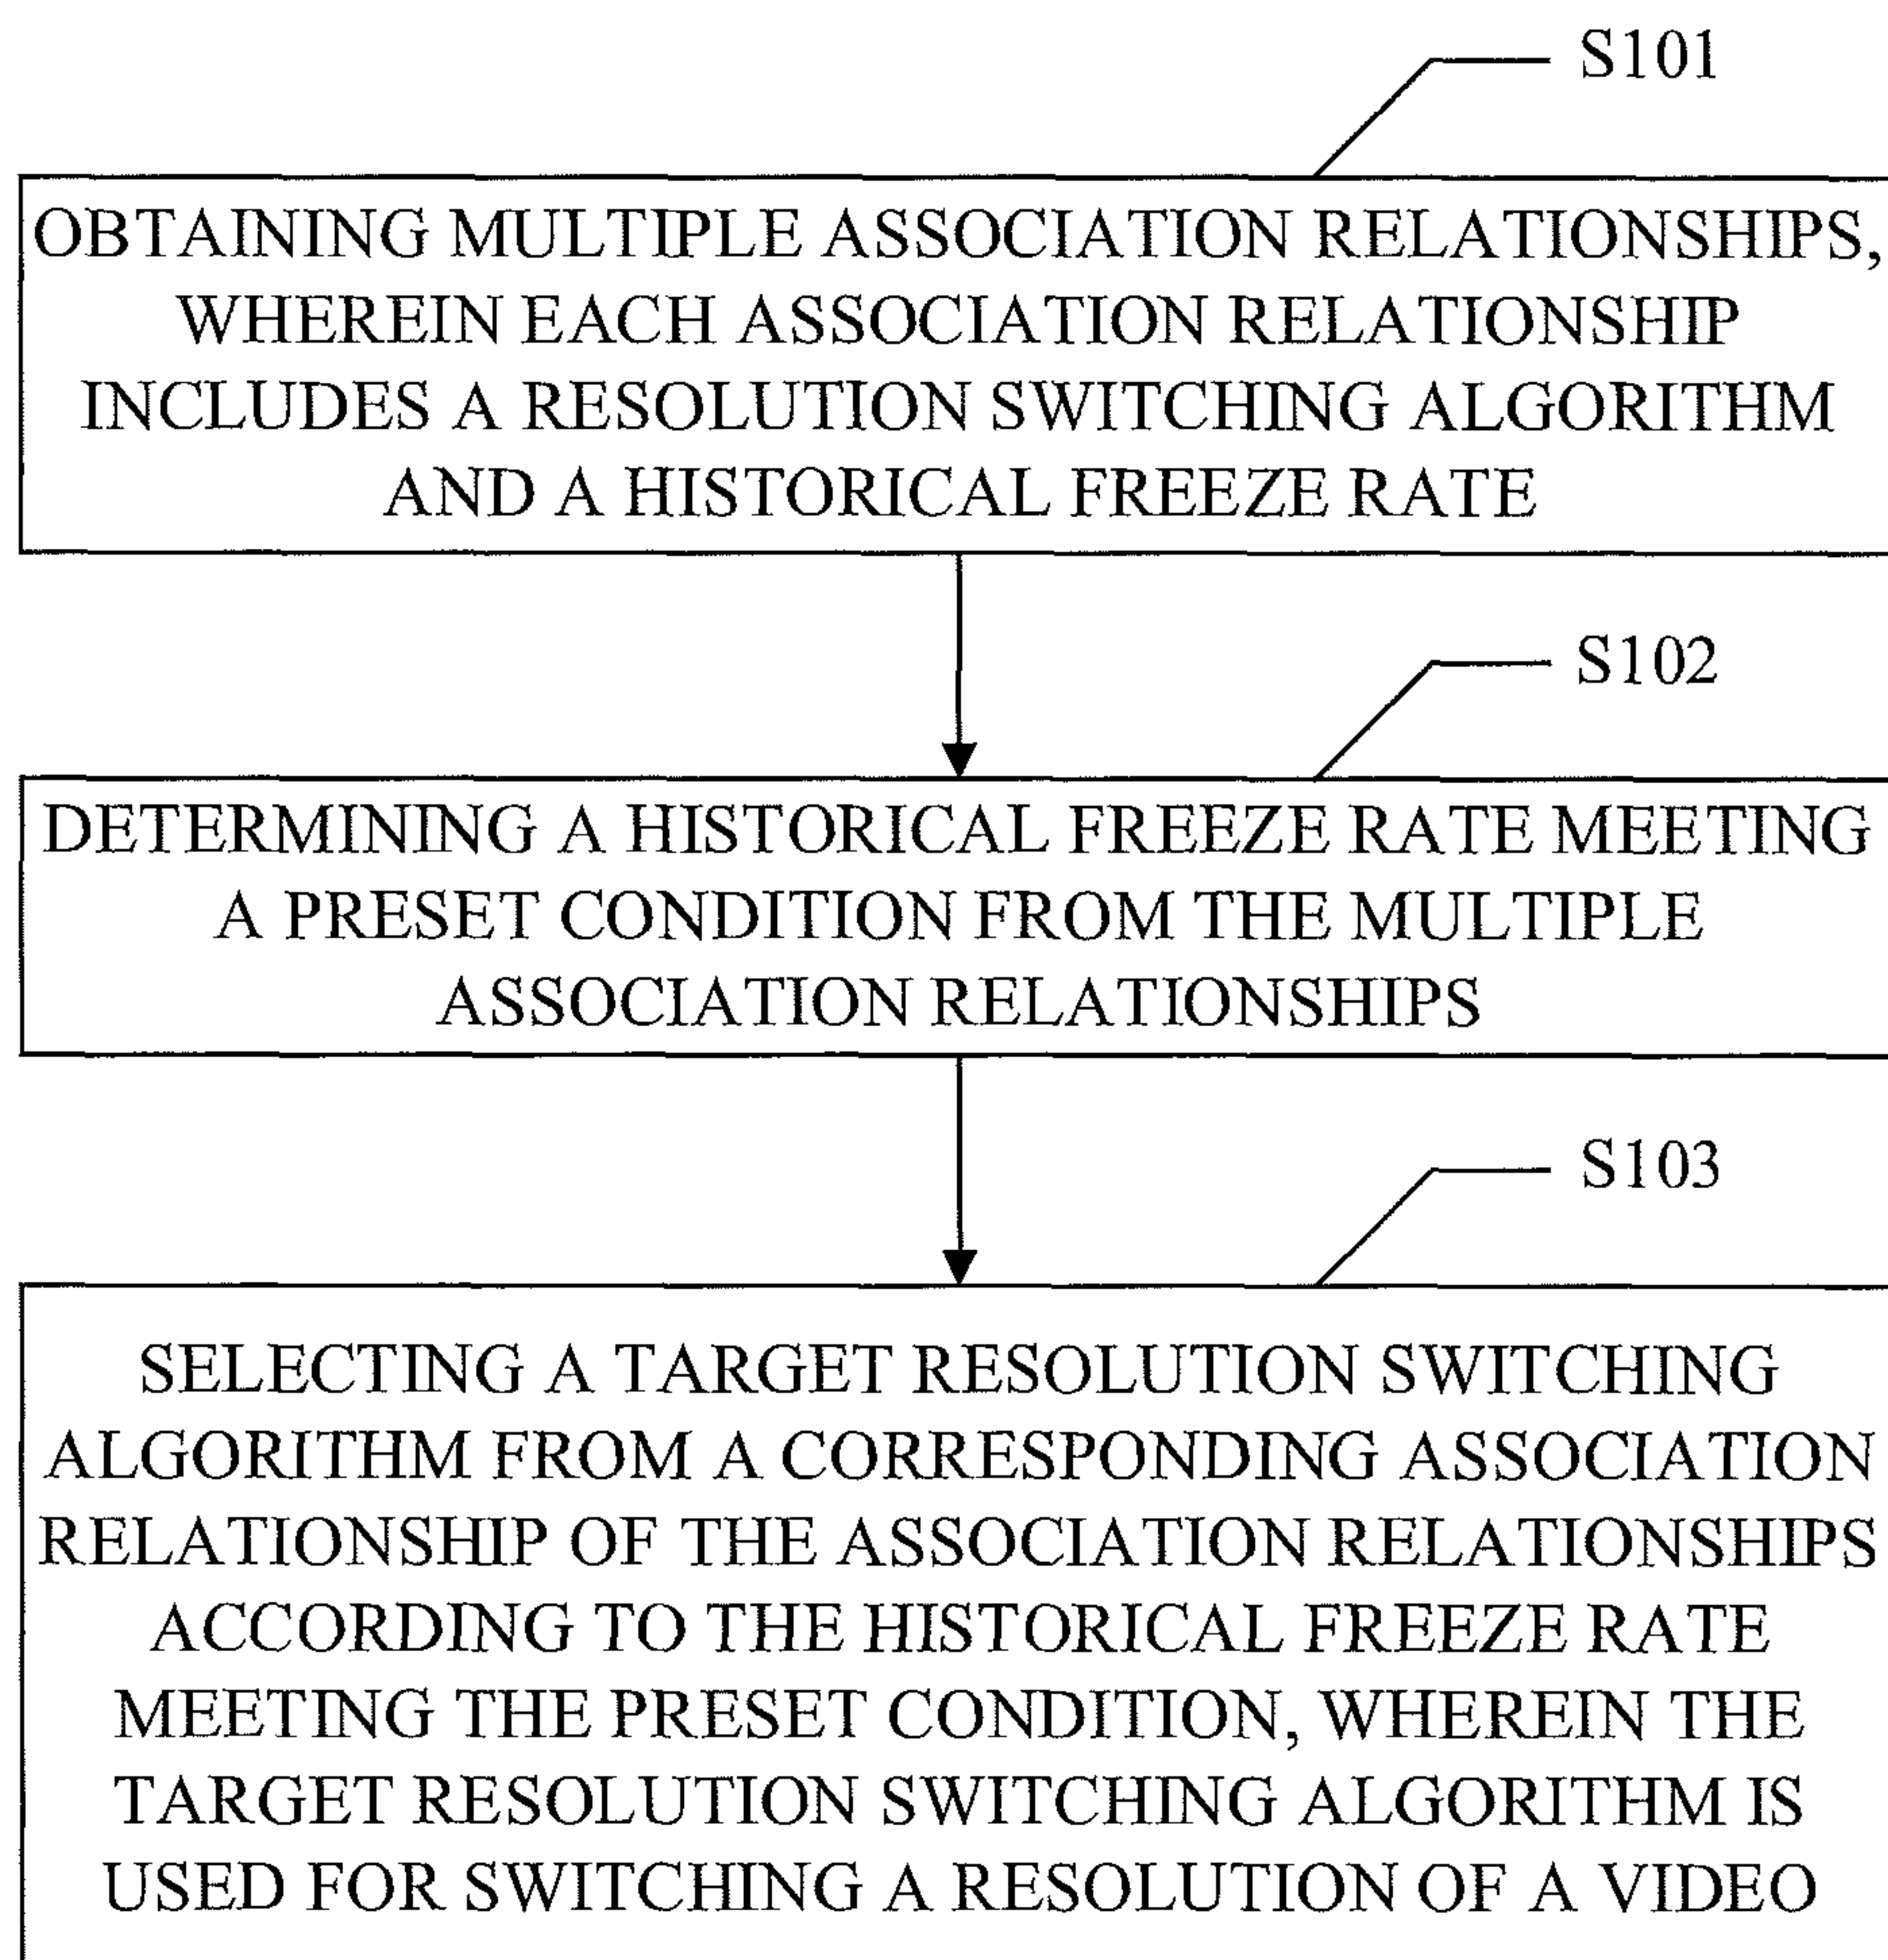 S101
OBTAINING MULTIPLE ASSOCIATION RELATIONSHIPS,
WHEREIN EACH ASSOCIATION RELATIONSHIP
INCLUDES A RESOLUTION SWITCHING ALGORITHM
AND A HISTORICAL FREEZE RATE
S102
DETERMINING A HISTORICAL FREEZE RATE MEETING
A PRESET CONDITION FROM THE MULTIPLE
ASSOCIATION RELATIONSHIPS
S103
SELECTING A TARGET RESOLUTION SWITCHING
ALGORITHM FROM A CORRESPONDING ASSOCIATION
RELATIONSHIP OF THE ASSOCIATION RELATIONSHIPS
ACCORDING TO THE HISTORICAL FREEZE RATE
MEETING THE PRESET CONDITION, WHEREIN THE
TARGET RESOLUTION SWITCHING ALGORITHM IS
USED FOR SWITCHING A RESOLUTION OF A VIDEO